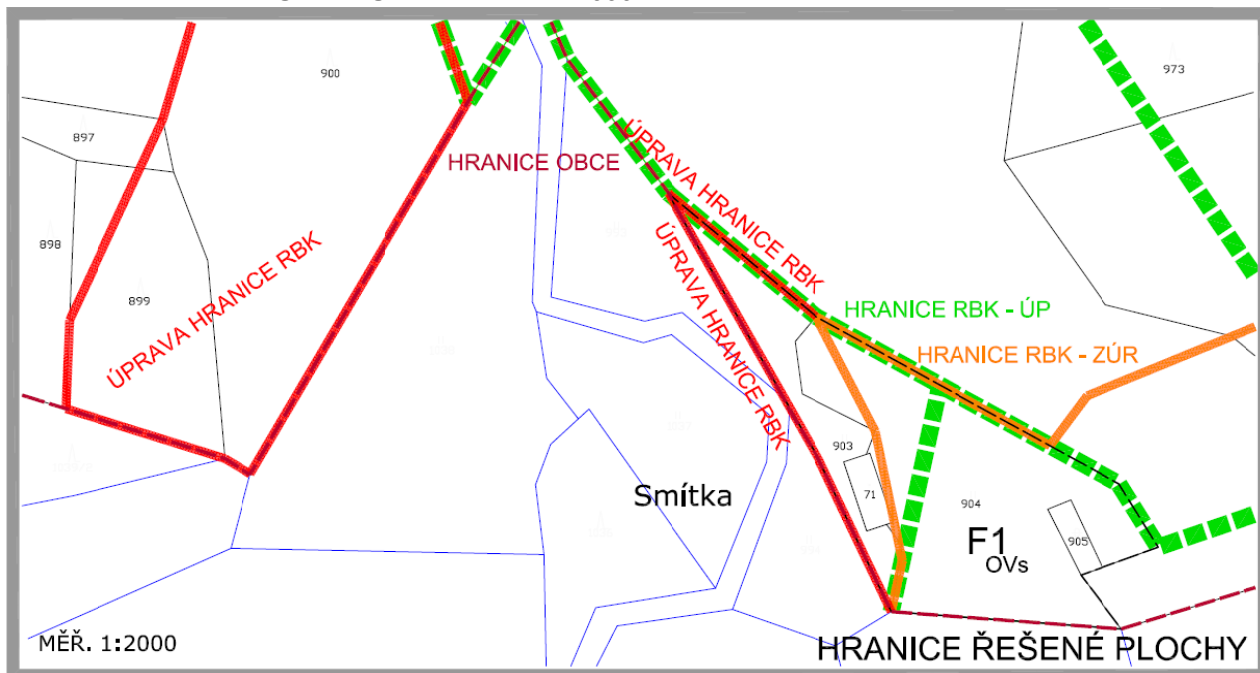 900
973
897
HRANICE OBCE
ÚPRAVA HRANICE RBK
898
899
ÚPRAVA HRANICE RBK
ÚPRAVA HRANICE RBK
HRANICE RBK - ÚP
HRANICE RBK - ZÚR
903
71
Smítka
904
F1
OVs
905
MĚŘ. 1:2000
HRANICE ŘEŠENÉ PLOCHY